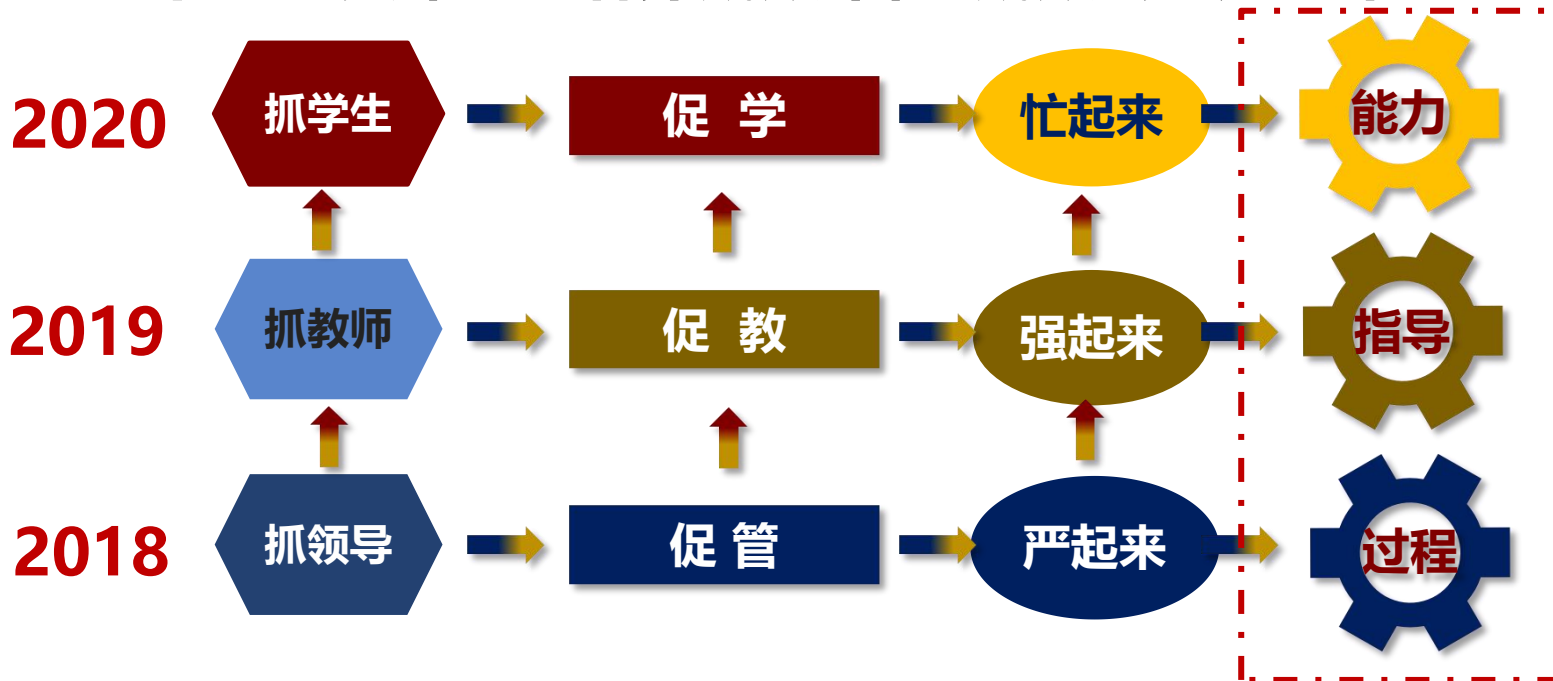 2020 抓学生 促 学 忙起来 能力
2019 抓教师 促 教 强起来 指导
2018 抓领导 促 管 严起来 过程